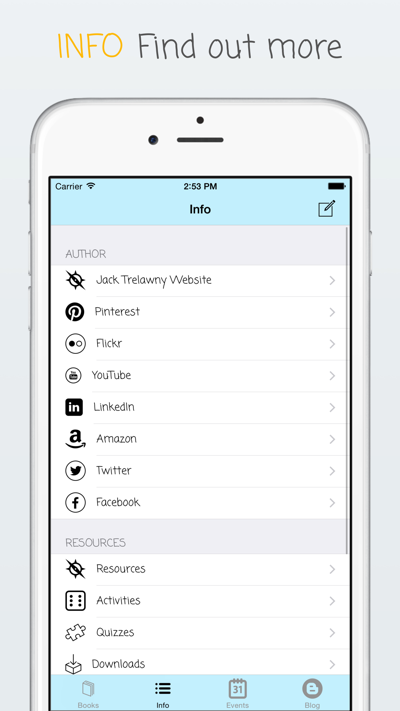 INFO Find out more
Carrier 2:53 PM
Info
AUTHOR
Jack Trelawny Website
Pinterest
Flickr
YouTube
LinkedIn
Amazon
Twitter
Facebook
RESOURCES
Resources
Activities
Quizzes
Downloads
31
Books Info Events Blog